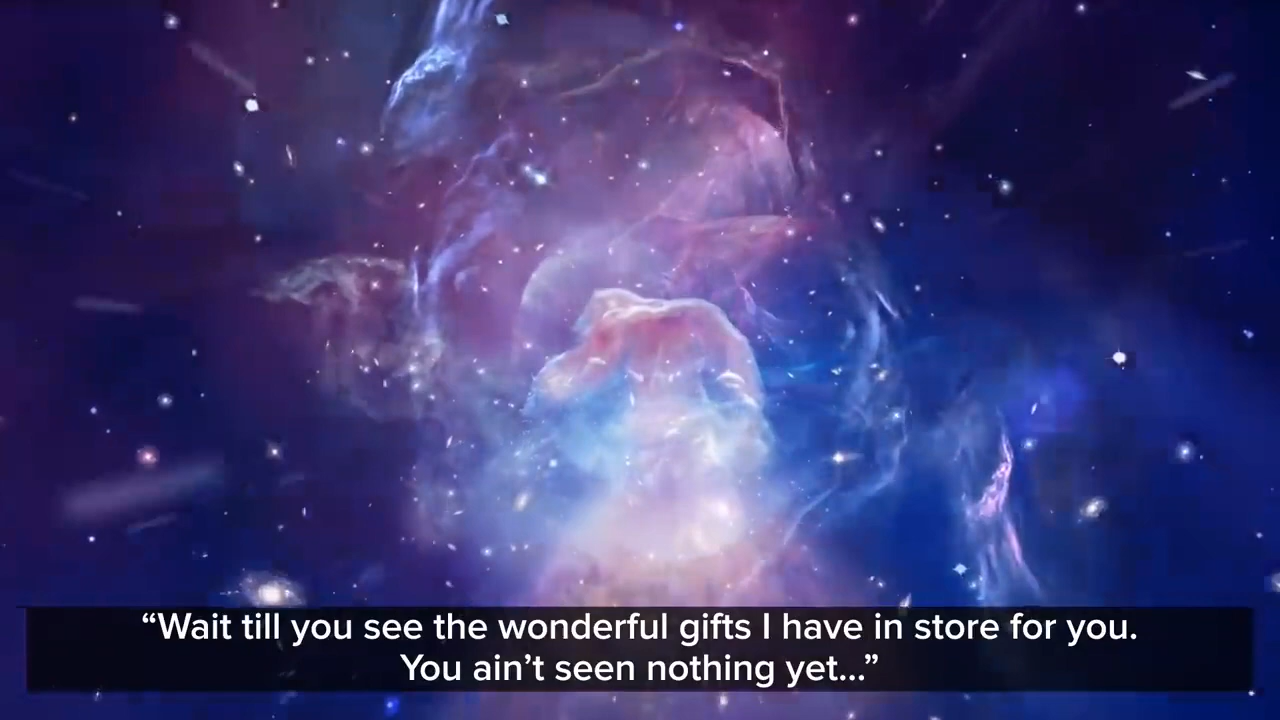 “Wait till you see the wonderful gifts I have in store for you.
You ain’t seen nothing yet...”